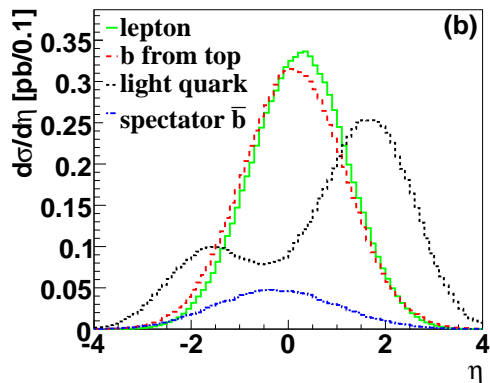 (b)
lepton
b from top
light quark
spectator b̅
dσ/dη [pb/0.1]
0.35
0.3
0.25
0.2
0.15
0.1
0.05
0
-4 -2 0 2 4
η